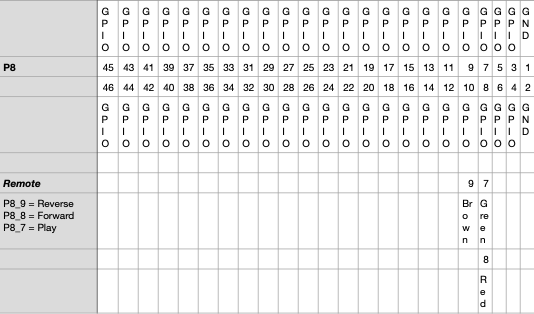 GPIO GPIO GPIO GPIO GPIO GPIO GPIO GPIO GPIO GPIO GPIO GPIO GPIO GPIO GPIO GPIO GPIO GPIO GPIO GPIO GPIO GPIO GND
P8 45 43 41 39 37 35 33 31 29 27 25 23 21 19 17 15 13 11 9 7 5 3 1
46 44 42 40 38 36 34 32 30 28 26 24 22 20 18 16 14 12 10 8 6 4 2
GPIO GPIO GPIO GPIO GPIO GPIO GPIO GPIO GPIO GPIO GPIO GPIO GPIO GPIO GPIO GPIO GPIO GPIO GPIO GPIO GPIO GPIO GND
Remote 9 7
P8_9 = Reverse
P8_8 = Forward
P8_7 = Play
Brown Green
8
Red